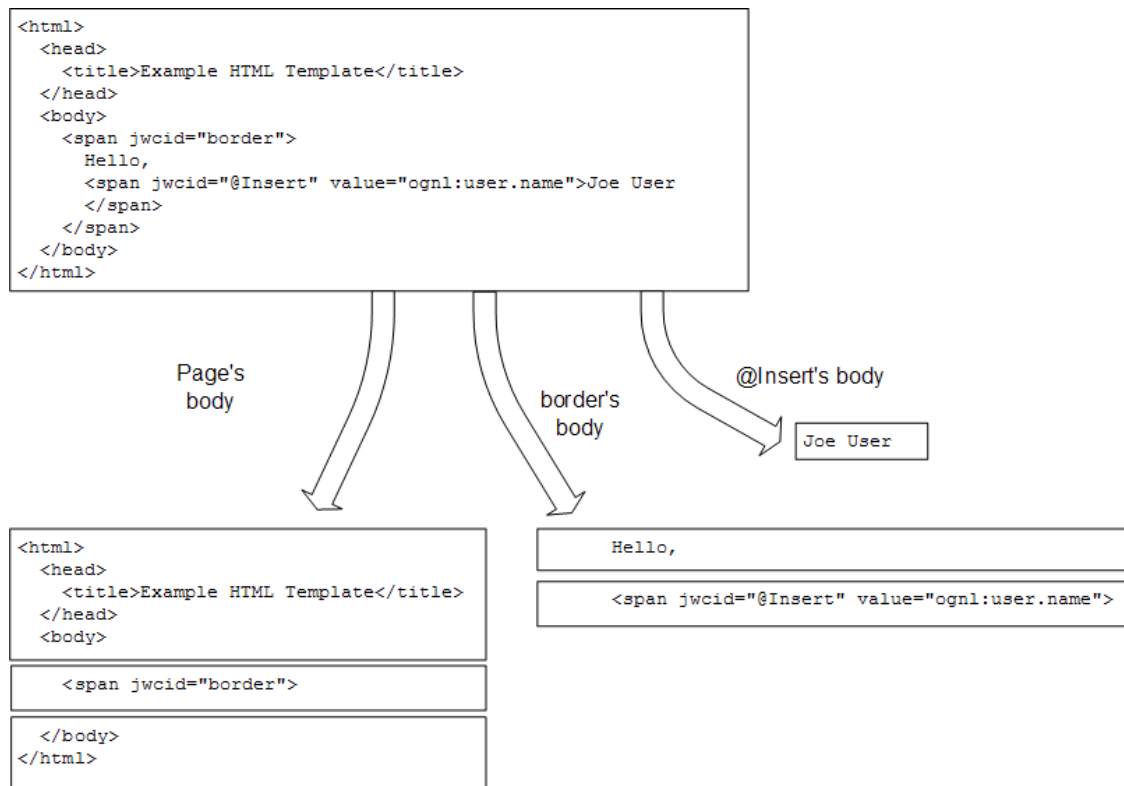 <html>
  <head>
    <title>Example HTML Template</title>
  </head>
  <body>
    <span jwcid="border">
      Hello,
      <span jwcid="@Insert" value="ognl:user.name">Joe User
      </span>
    </span>
  </body>
</html>
Page's
body
border's
body
@Insert's body
Joe User
<html>
  <head>
    <title>Example HTML Template</title>
  </head>
  <body>
    <span jwcid="border">
  </body>
</html>
Hello,
<span jwcid="@Insert" value="ognl:user.name">